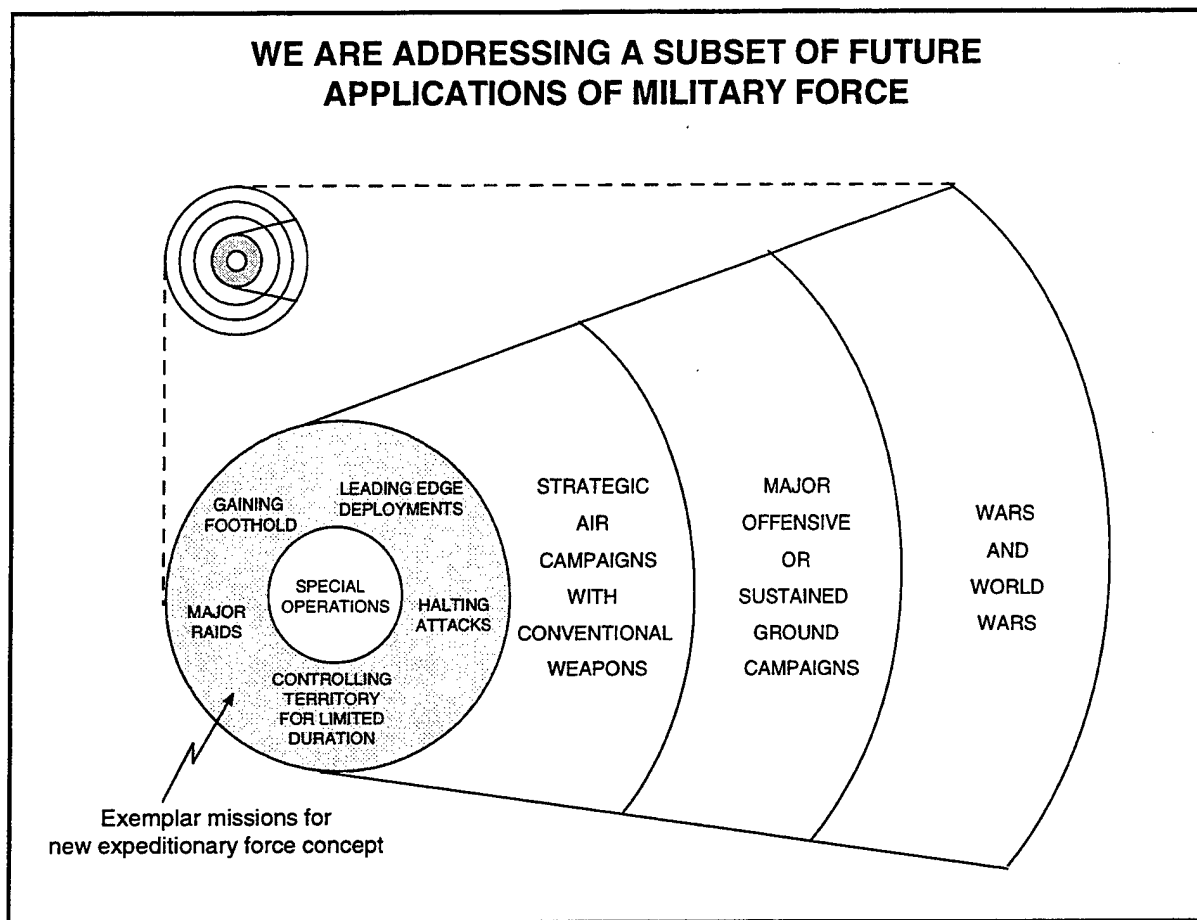 WE ARE ADDRESSING A SUBSET OF FUTURE
APPLICATIONS OF MILITARY FORCE
LEADING EDGE
DEPLOYMENTS
GAINING
FOOTHOLD
SPECIAL
OPERATIONS
MAJOR
RAIDS
HALTING
ATTACKS
CONTROLLING
TERRITORY
FOR LIMITED
DURATION
STRATEGIC
AIR
CAMPAIGNS
WITH
CONVENTIONAL
WEAPONS
MAJOR
OFFENSIVE
OR
SUSTAINED
GROUND
CAMPAIGNS
WARS
AND
WORLD
WARS
Exemplar missions for
new expeditionary force concept